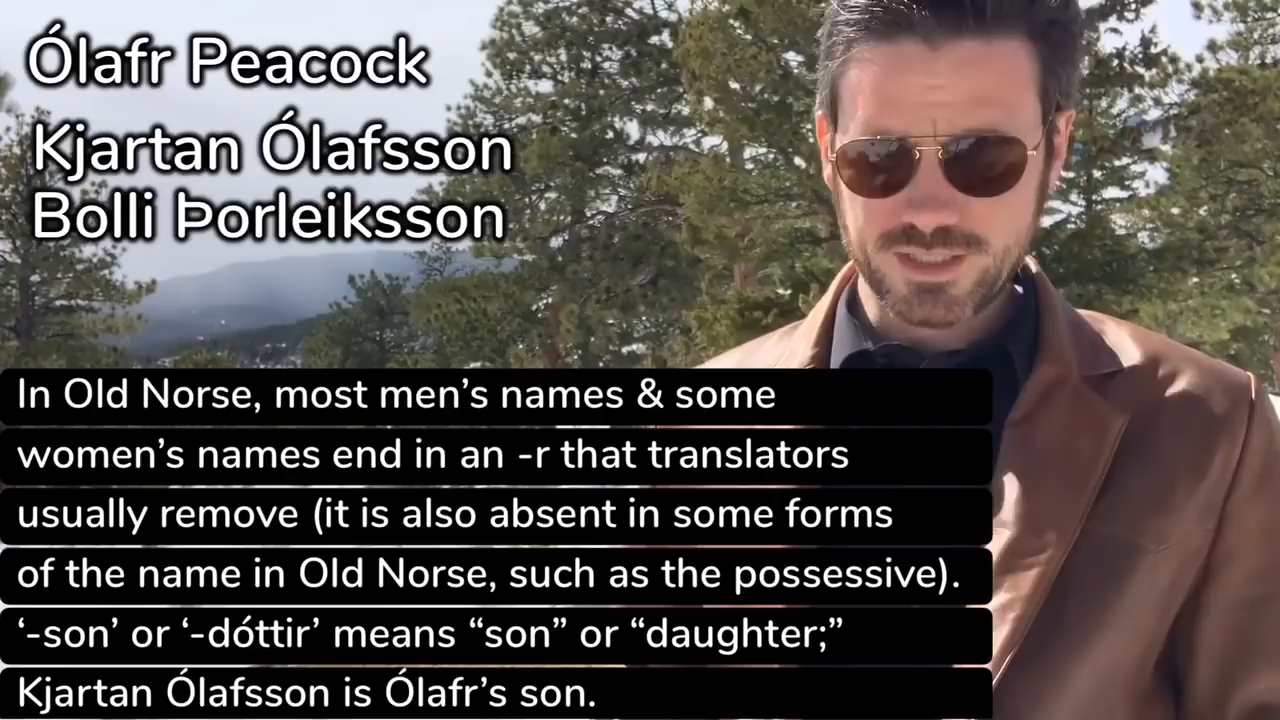 Ólafr Peacock
Kjartan Ólafsson
Bolli Þorleiksson
In Old Norse, most men’s names & some
women’s names end in an -r that translators
usually remove (it is also absent in some forms
of the name in Old Norse, such as the possessive).
‘-son’ or ‘-dóttir’ means “son” or “daughter;”
Kjartan Ólafsson is Ólafr’s son.